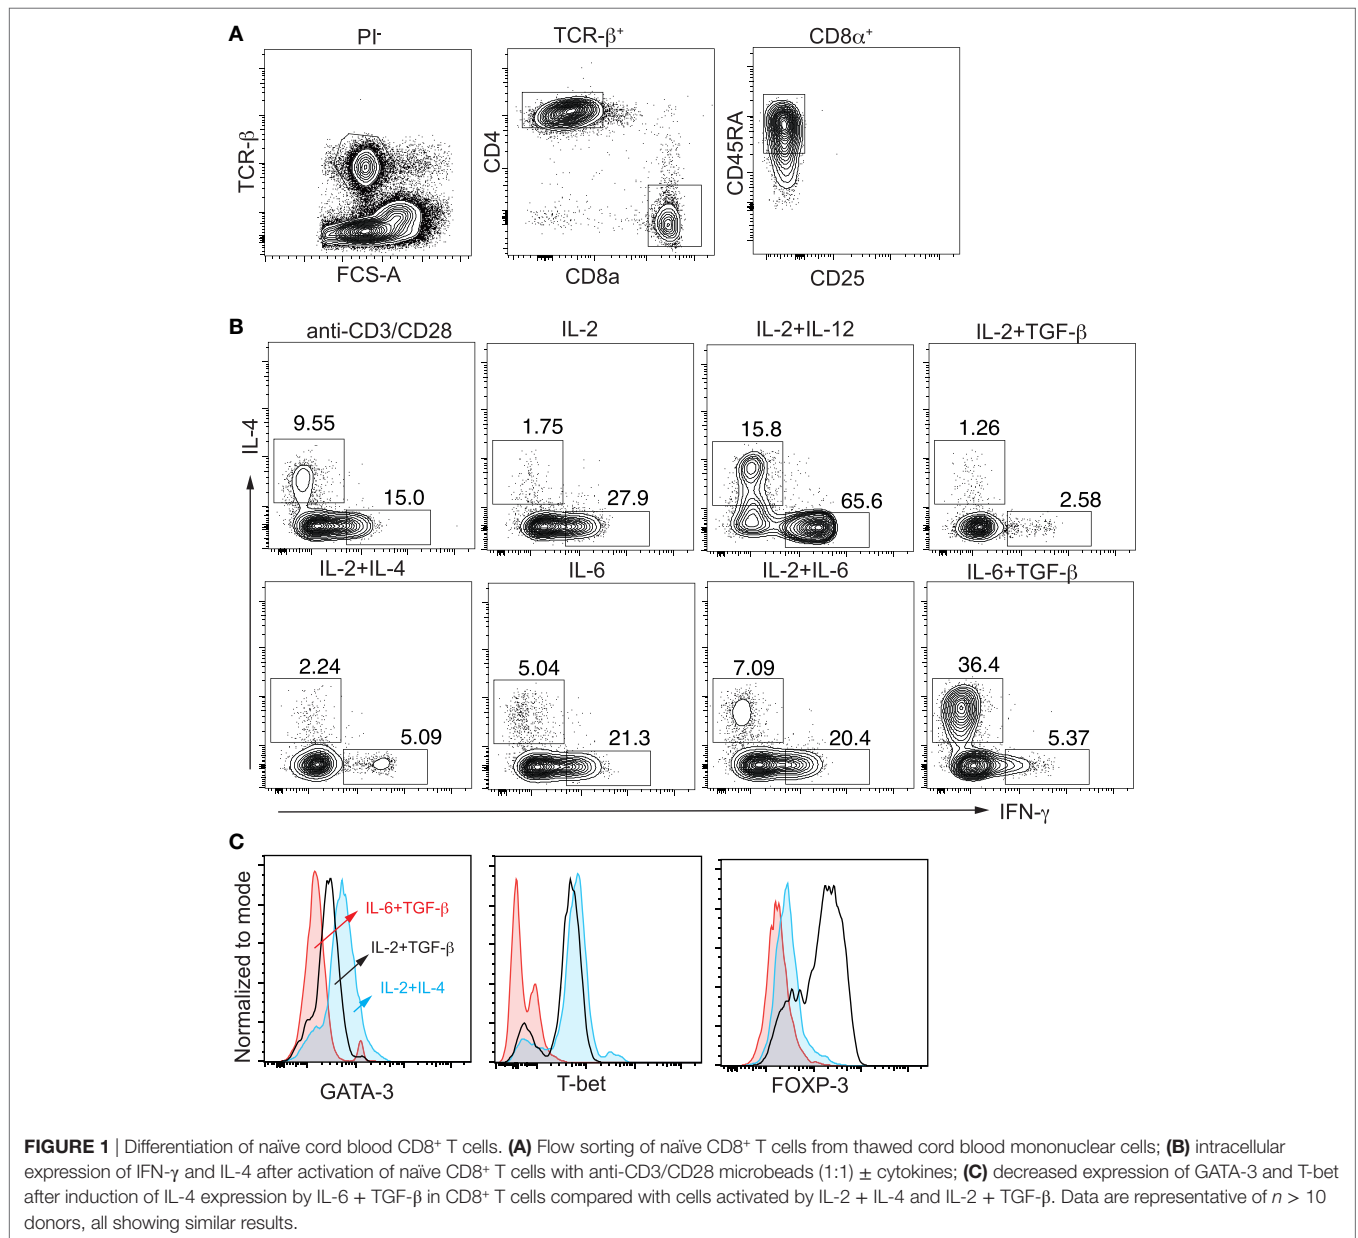 A
PI-
TCR-β+
CD8α+
TCR-β
CD4
CD45RA
FCS-A
CD8a
CD25
B
anti-CD3/CD28
IL-2
IL-2+IL-12
IL-2+TGF-β
IL-4
9.55
15.0
1.75
27.9
15.8
65.6
1.26
2.58
IL-2+IL-4
IL-6
IL-2+IL-6
IL-6+TGF-β
2.24
5.09
5.04
21.3
7.09
20.4
36.4
5.37
IFN-γ
C
Normalized to mode
IL-6+TGF-β
IL-2+TGF-β
IL-2+IL-4
GATA-3
T-bet
FOXP-3
FIGURE 1 | Differentiation of naïve cord blood CD8+ T cells. (A) Flow sorting of naïve CD8+ T cells from thawed cord blood mononuclear cells; (B) intracellular
expression of IFN-γ and IL-4 after activation of naïve CD8+ T cells with anti-CD3/CD28 microbeads (1:1) ± cytokines; (C) decreased expression of GATA-3 and T-bet
after induction of IL-4 expression by IL-6 + TGF-β in CD8+ T cells compared with cells activated by IL-2 + IL-4 and IL-2 + TGF-β. Data are representative of n > 10
donors, all showing similar results.